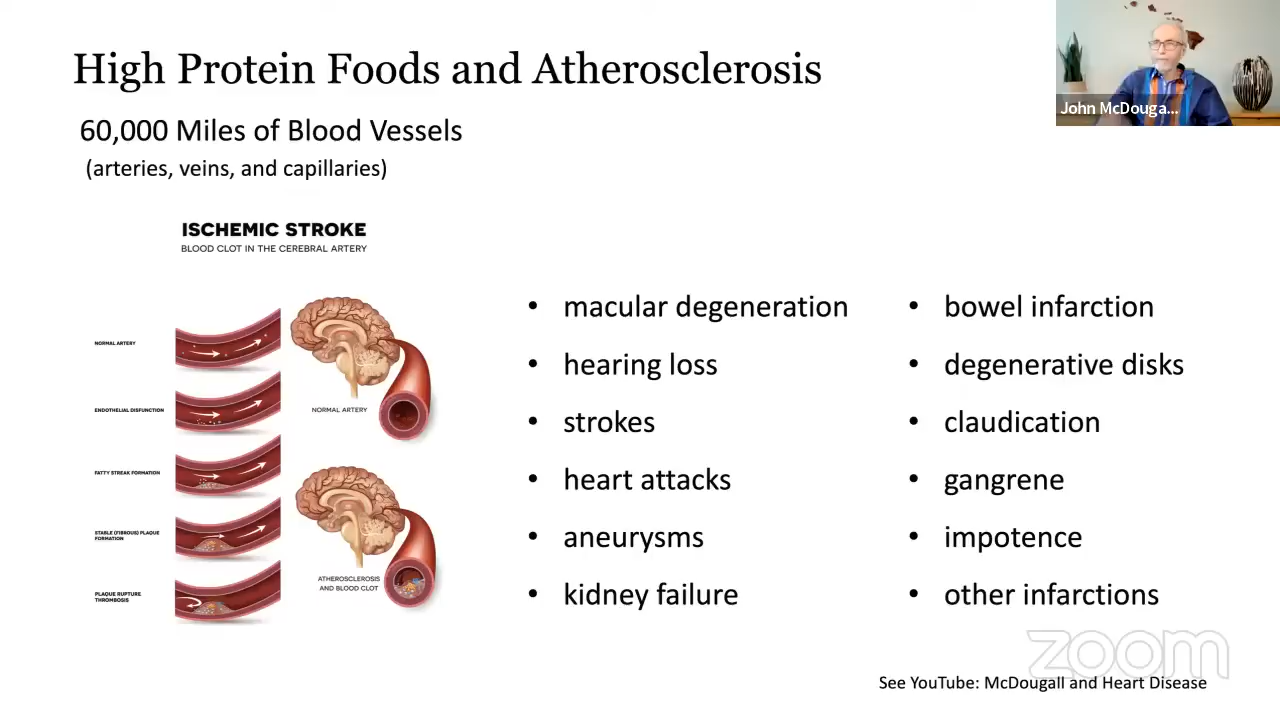 High Protein Foods and Atherosclerosis
John McDouga...
60,000 Miles of Blood Vessels
(arteries, veins, and capillaries)
ISCHEMIC STROKE
BLOOD CLOT IN THE CEREBRAL ARTERY
NORMAL ARTERY
ENDOTHELIAL DISFUNCTION
FATTY STREAK FORMATION
STABLE (FIBROUS) PLAQUE
FORMATION
PLAQUE RUPTURE
THROMBOSIS
NORMAL ARTERY
ATHEROSCLEROSIS
AND BLOOD CLOT
• macular degeneration
• hearing loss
• strokes
• heart attacks
• aneurysms
• kidney failure
• bowel infarction
• degenerative disks
• claudication
• gangrene
• impotence
• other infarctions
zoom
See YouTube: McDougall and Heart Disease